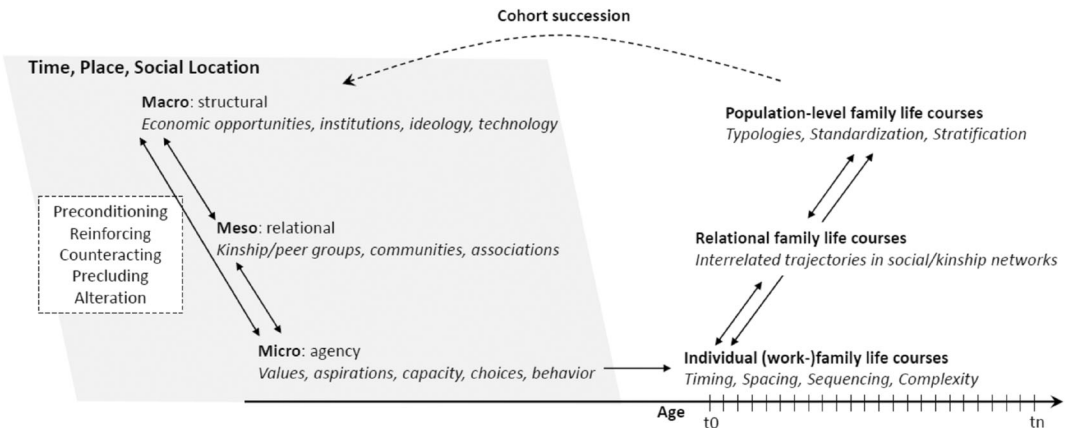 Cohort succession
Time, Place, Social Location
Macro: structural
Economic opportunities, institutions, ideology, technology
Preconditioning
Reinforcing
Counteracting
Precluding
Alteration
Meso: relational
Kinship/peer groups, communities, associations
Micro: agency
Values, aspirations, capacity, choices, behavior
Population-level family life courses
Typologies, Standardization, Stratification
Relational family life courses
Interrelated trajectories in social/kinship networks
Individual (work-)family life courses
Timing, Spacing, Sequencing, Complexity
Age
t0
tn